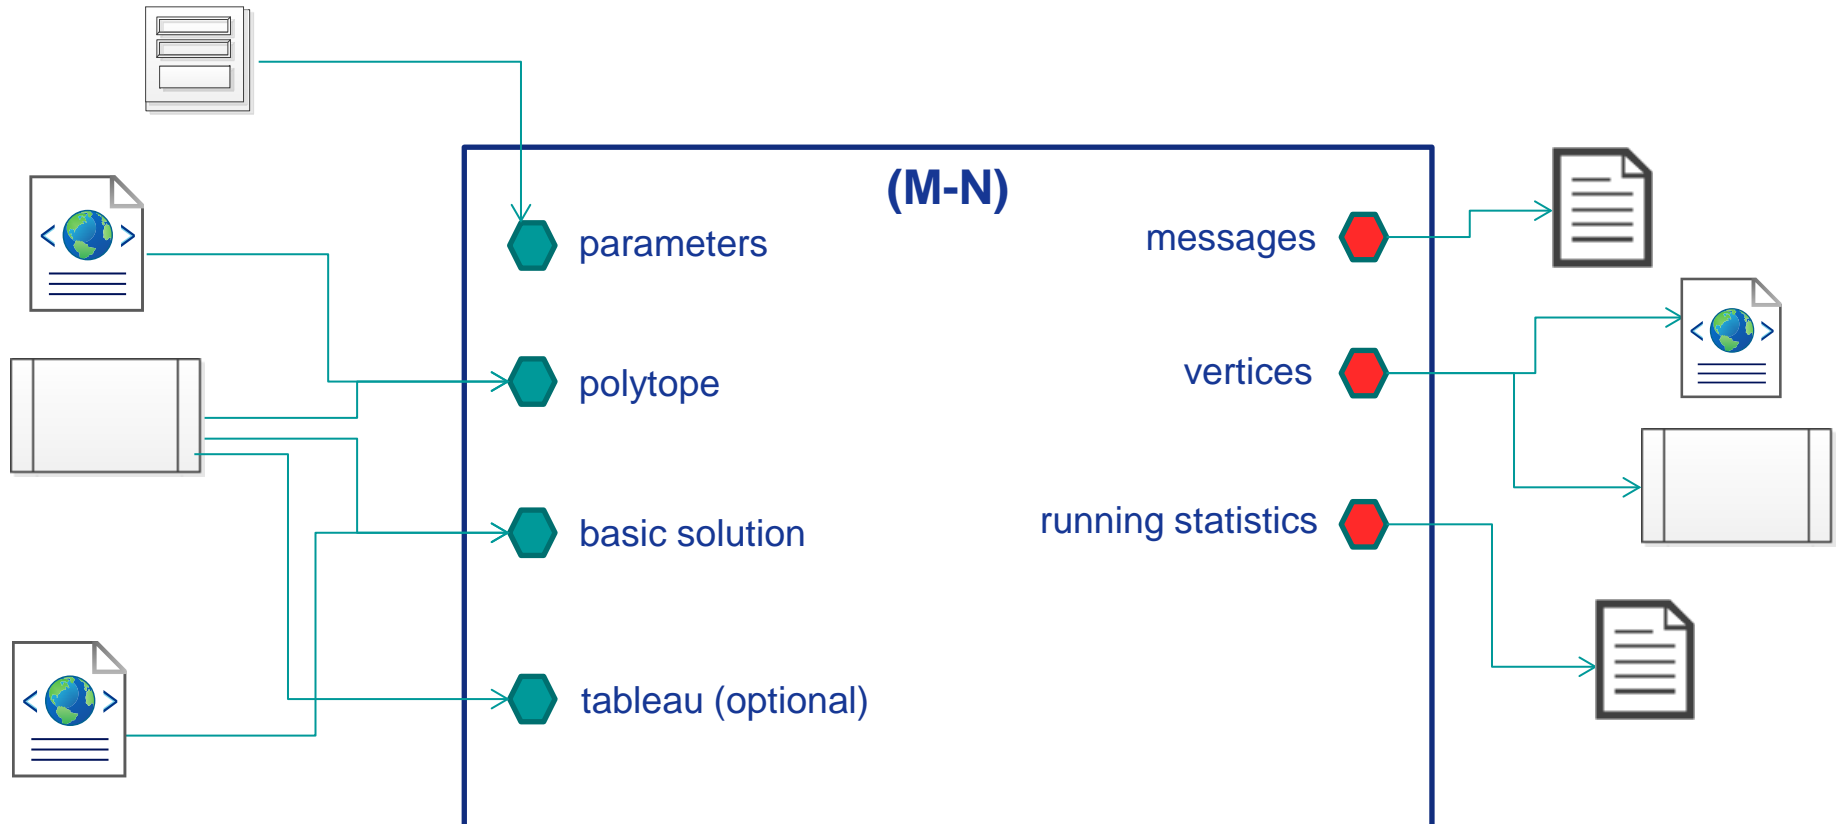 (M-N)
parameters
messages
polytope
vertices
basic solution
running statistics
tableau (optional)